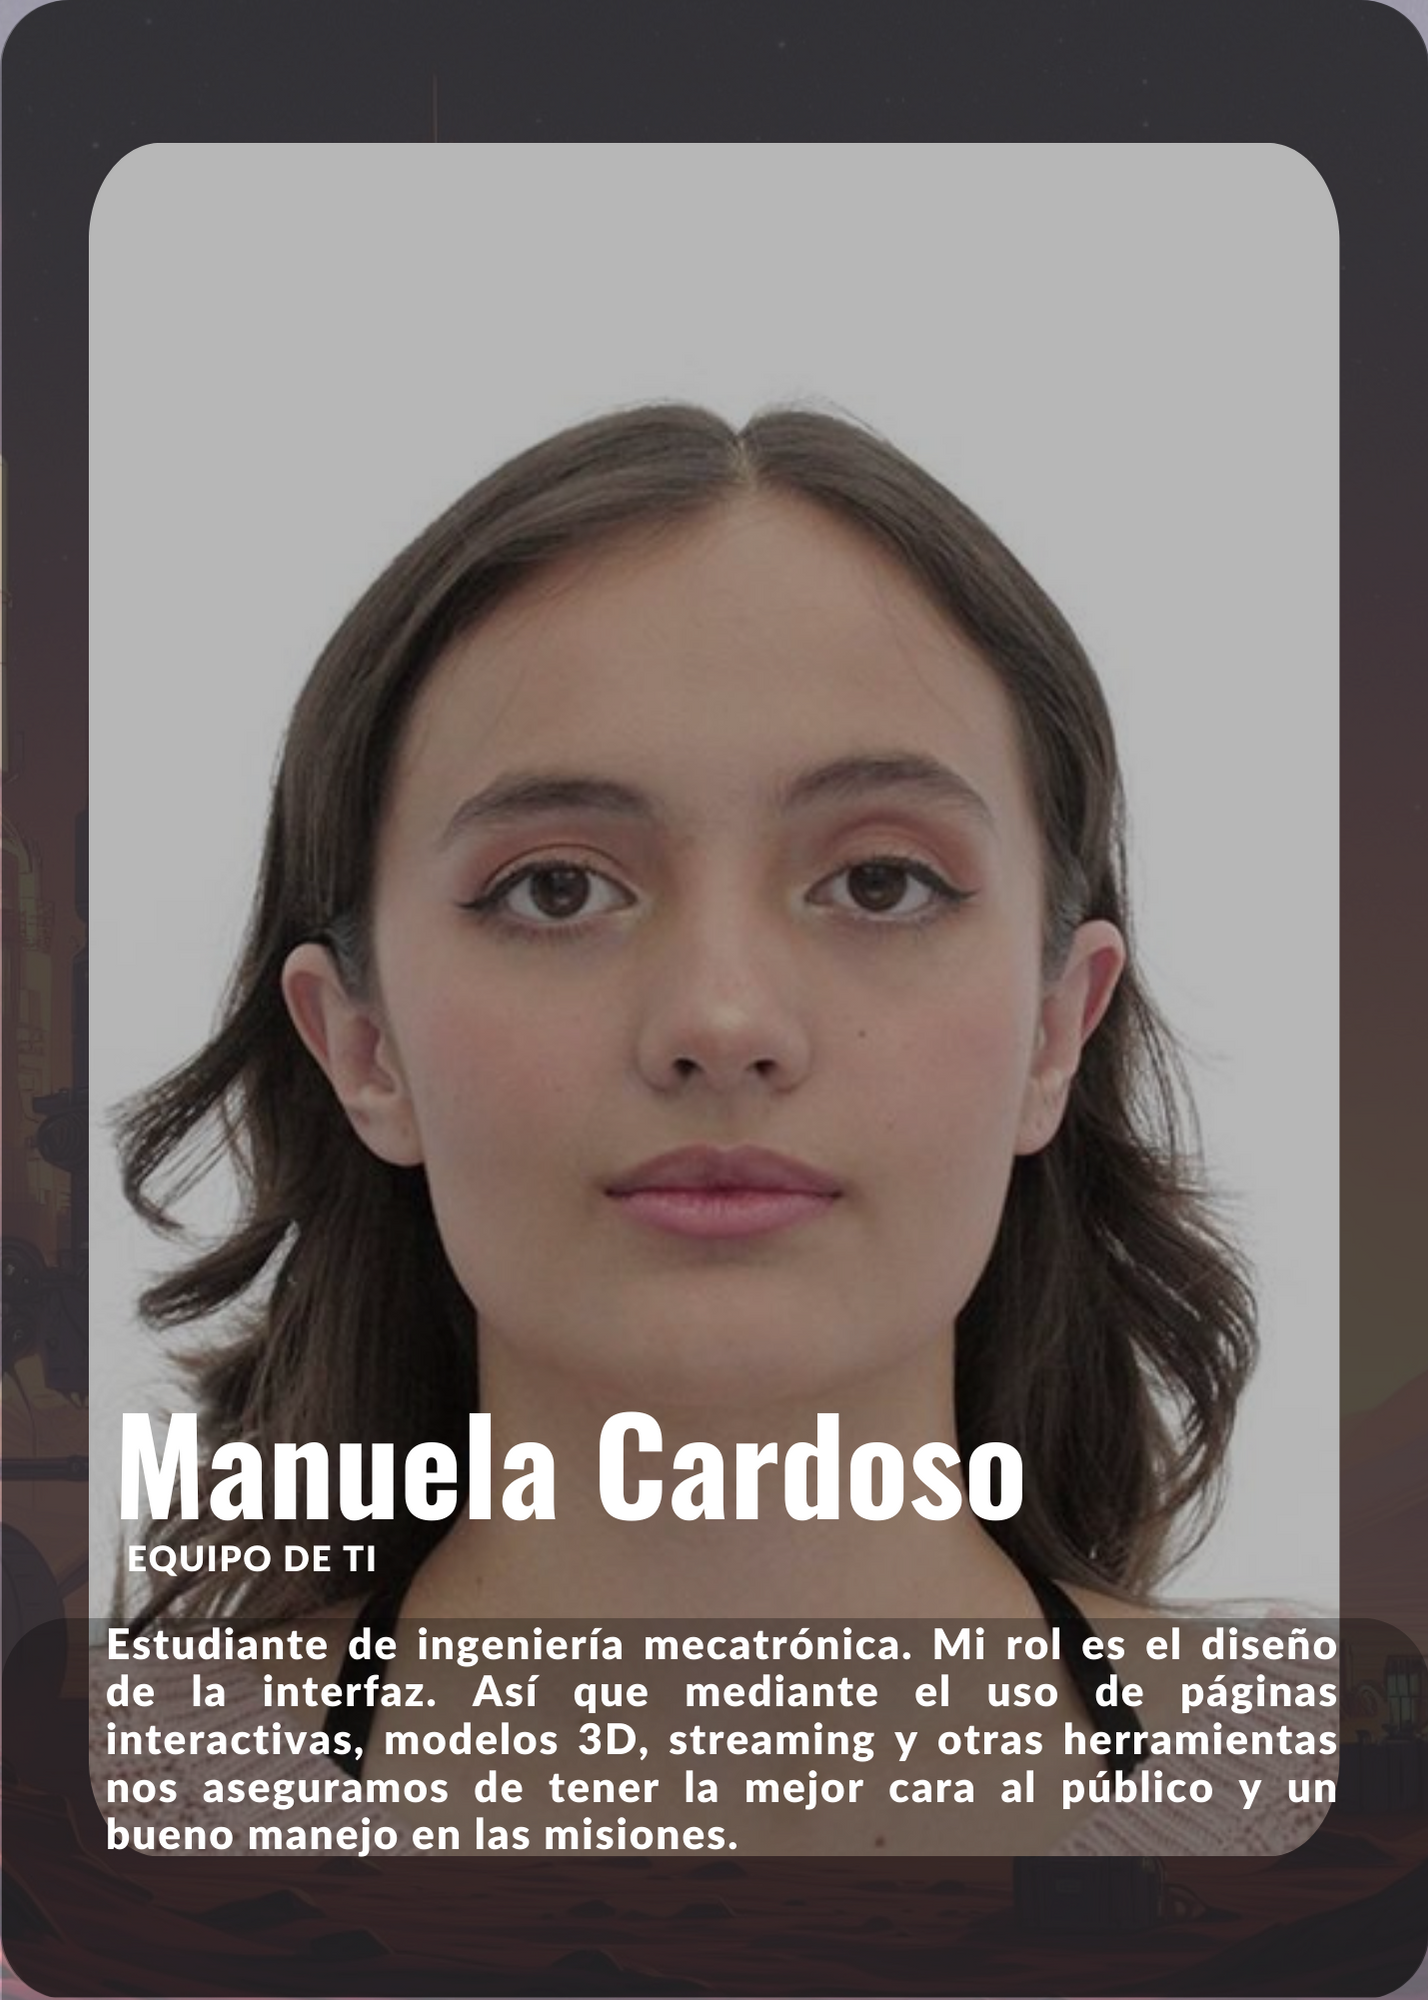 Manuela Cardoso
EQUIPO DE TI
Estudiante de ingeniería mecatrónica. Mi rol es el diseño
de la interfaz. Así que mediante el uso de páginas
interactivas, modelos 3D, streaming y otras herramientas
nos aseguramos de tener la mejor cara al público y un
bueno manejo en las misiones.